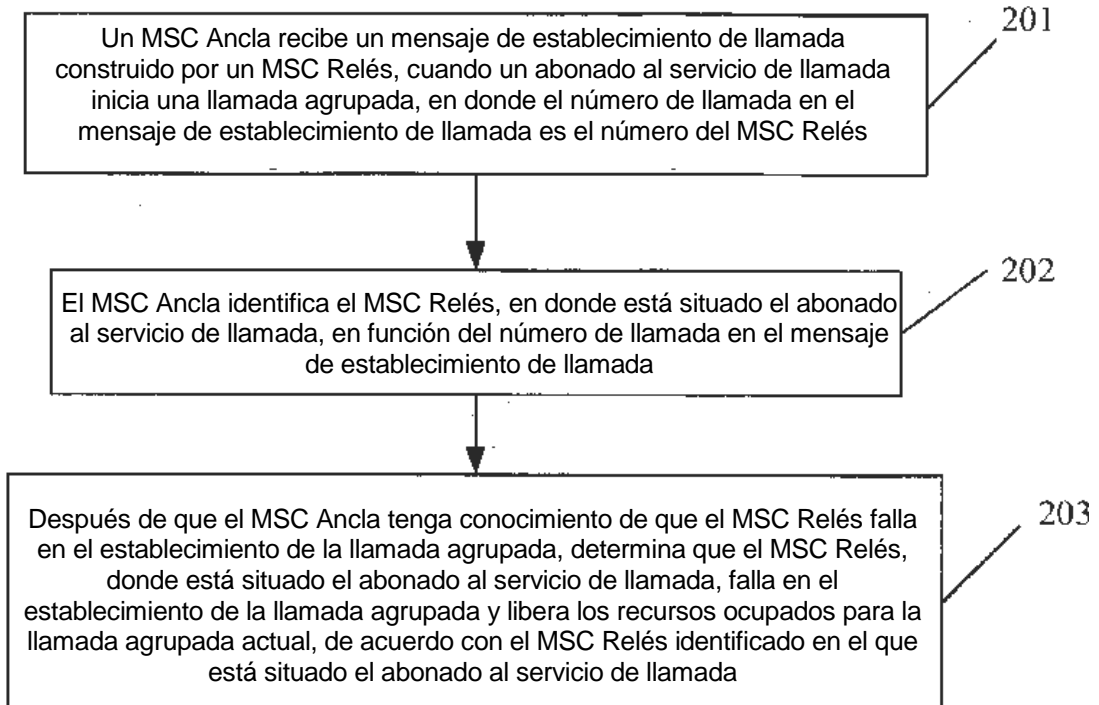 201
Un MSC Ancla recibe un mensaje de establecimiento de llamada
construido por un MSC Relés, cuando un abonado al servicio de llamada
inicia una llamada agrupada, en donde el número de llamada en el
mensaje de establecimiento de llamada es el número del MSC Relés
202
El MSC Ancla identifica el MSC Relés, en donde está situado el abonado
al servicio de llamada, en función del número de llamada en el mensaje
de establecimiento de llamada
203
Después de que el MSC Ancla tenga conocimiento de que el MSC Relés falla
en el establecimiento de la llamada agrupada, determina que el MSC Relés,
donde está situado el abonado al servicio de llamada, falla en el
establecimiento de la llamada agrupada y libera los recursos ocupados para la
llamada agrupada actual, de acuerdo con el MSC Relés identificado en el que
está situado el abonado al servicio de llamada